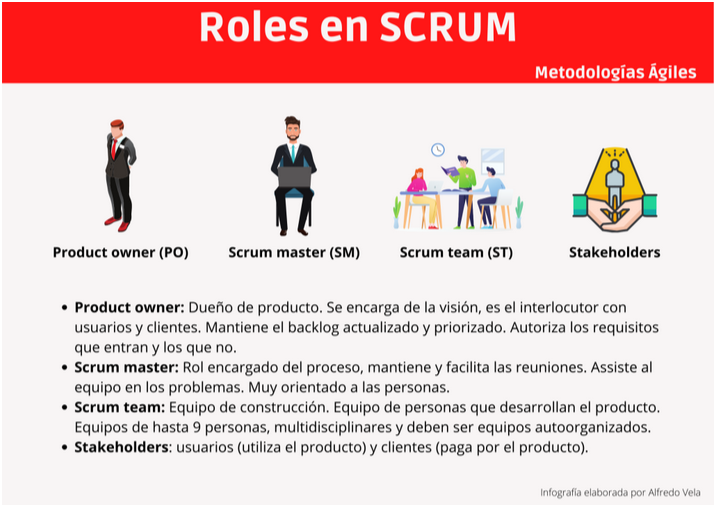 Roles en SCRUM
Metodologías Ágiles
Product owner (PO)
Scrum master (SM)
Scrum team (ST)
Stakeholders
• Product owner: Dueño de producto. Se encarga de la visión, es el interlocutor con
usuarios y clientes. Mantiene el backlog actualizado y priorizado. Autoriza los requisitos
que entran y los que no.
• Scrum master: Rol encargado del proceso, mantiene y facilita las reuniones. Assiste al
equipo en los problemas. Muy orientado a las personas.
• Scrum team: Equipo de construcción. Equipo de personas que desarrollan el producto.
Equipos de hasta 9 personas, multidisciplinares y deben ser equipos autoorganizados.
• Stakeholders: usuarios (utiliza el producto) y clientes (paga por el producto).
Infografía elaborada por Alfredo Vela